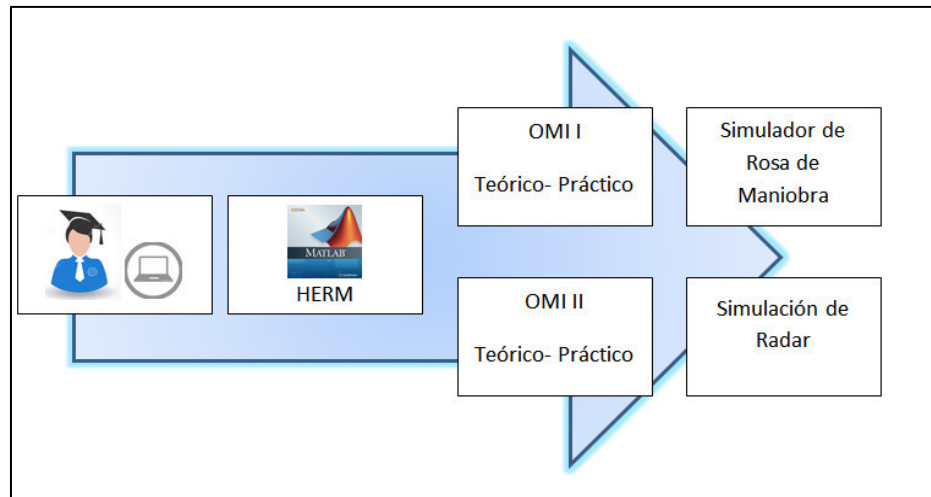 MATLAB
HERM
OMI I
Teórico- Práctico
Simulador de
Rosa de
Maniobra
OMI II
Teórico- Práctico
Simulación de
Radar